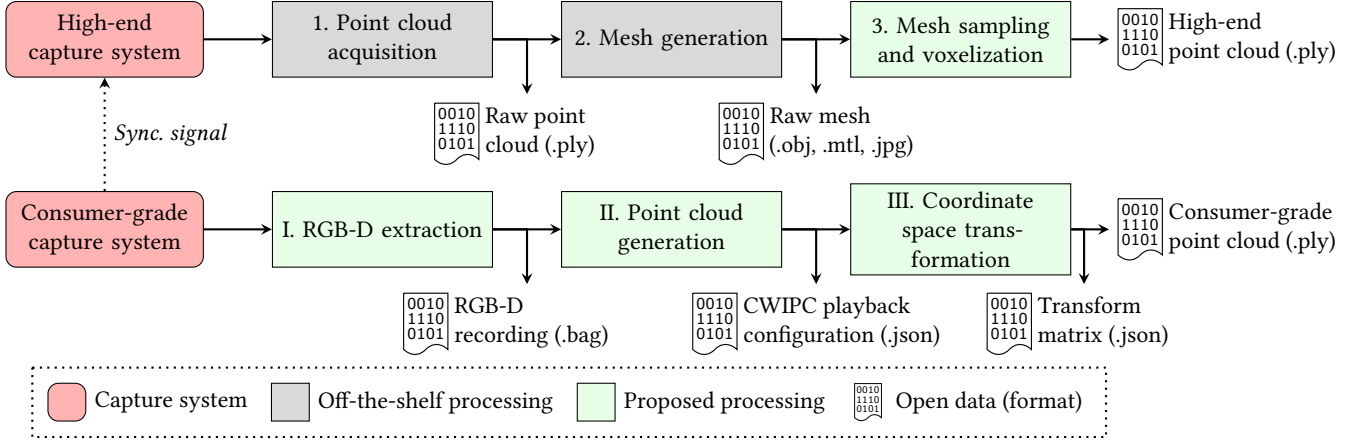 High-end
capture system
1. Point cloud
acquisition
2. Mesh generation
3. Mesh sampling
and voxelization
0010
1110
0101
High-end
point cloud (.ply)
0010
1110
0101
Raw point
cloud (.ply)
0010
1110
0101
Raw mesh
(.obj, .mtl, .jpg)
Sync. signal
Consumer-grade
capture system
I. RGB-D extraction
II. Point cloud
generation
III. Coordinate
space trans-
formation
0010
1110
0101
Consumer-grade
point cloud (.ply)
0010
1110
0101
RGB-D
recording (.bag)
0010
1110
0101
CWIPC playback
configuration (.json)
0010
1110
0101
Transform
matrix (.json)
Capture system
Off-the-shelf processing
Proposed processing
0010
1110
0101
Open data (format)